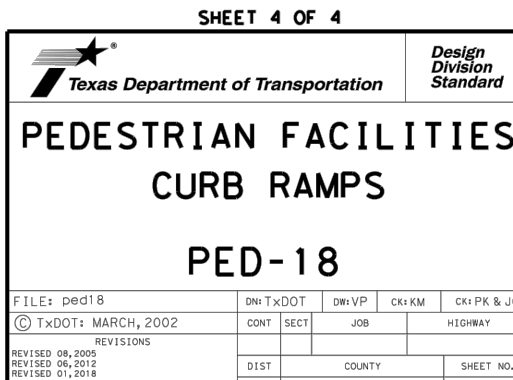 SHEET 4 OF 4
® Texas Department of Transportation
Design
Division
Standard
PEDESTRIAN FACILITIES
CURB RAMPS
PED-18
FILE: ped18 DN: TxDOT DW: VP CK: KM CK: PK &
© TxDOT: MARCH, 2002 CONT SECT JOB HIGHWAY
REVISIONS
REVISED 08, 2005
REVISED 06, 2012
REVISED 01, 2018
DIST COUNTY SHEET NO.